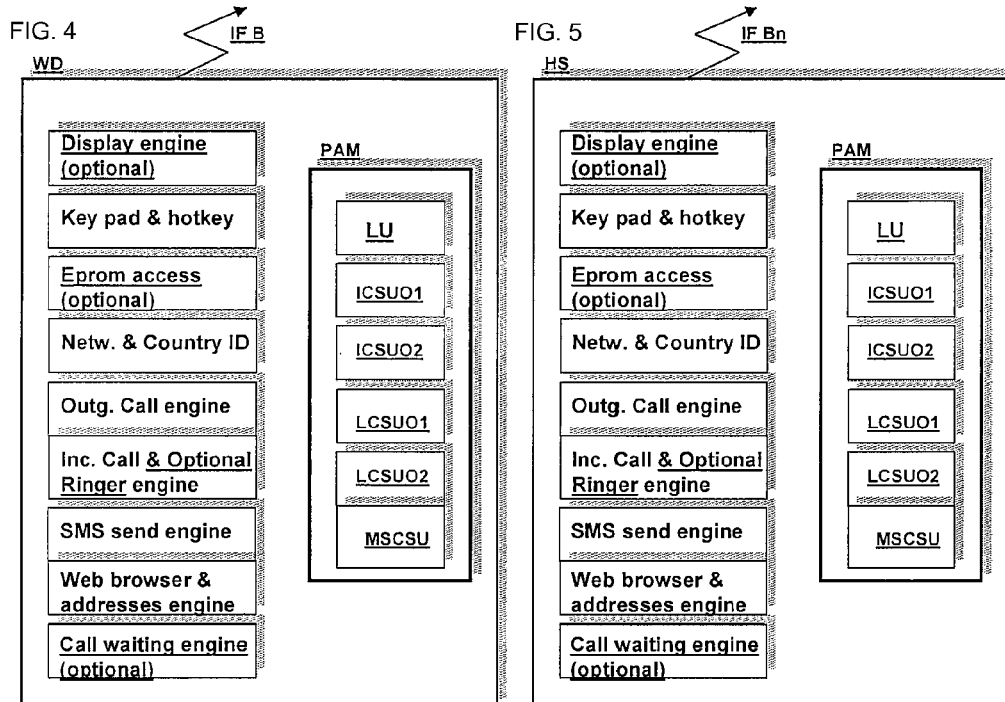 FIG. 4
IF B
WD
Display engine
(optional)
Key pad & hotkey
Eprom access
(optional)
Netw. & Country ID
Outg. Call engine
Inc. Call & Optional
Ringer engine
SMS send engine
Web browser &
addresses engine
Call waiting engine
(optional)
PAM
LU
ICSUO1
ICSUO2
LCSUO1
LCSUO2
MSCSU
FIG. 5
IF Bn
HS
Display engine
(optional)
Key pad & hotkey
Eprom access
(optional)
Netw. & Country ID
Outg. Call engine
Inc. Call & Optional
Ringer engine
SMS send engine
Web browser &
addresses engine
Call waiting engine
(optional)
PAM
LU
ICSUO1
ICSUO2
LCSUO1
LCSUO2
MSCSU